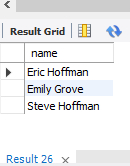 Result Grid
name
Eric Hoffman
Emily Grove
Steve Hoffman
Result 26 ×